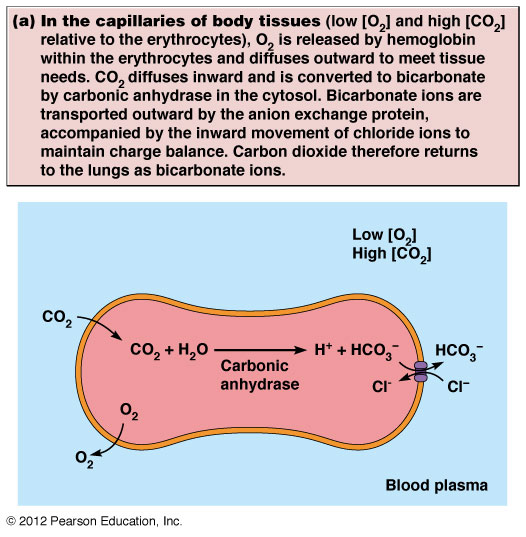 (a) In the capillaries of body tissues (low [O₂] and high [CO₂]
relative to the erythrocytes), O₂ is released by hemoglobin
within the erythrocytes and diffuses outward to meet tissue
needs. CO₂ diffuses inward and is converted to bicarbonate
by carbonic anhydrase in the cytosol. Bicarbonate ions are
transported outward by the anion exchange protein,
accompanied by the inward movement of chloride ions to
maintain charge balance. Carbon dioxide therefore returns
to the lungs as bicarbonate ions.
Low [O₂]
High [CO₂]
CO₂
CO₂ + H₂O
H⁺ + HCO₃⁻
HCO₃⁻
Carbonic
anhydrase
Cl⁻
Cl⁻
O₂
O₂
Blood plasma
© 2012 Pearson Education, Inc.